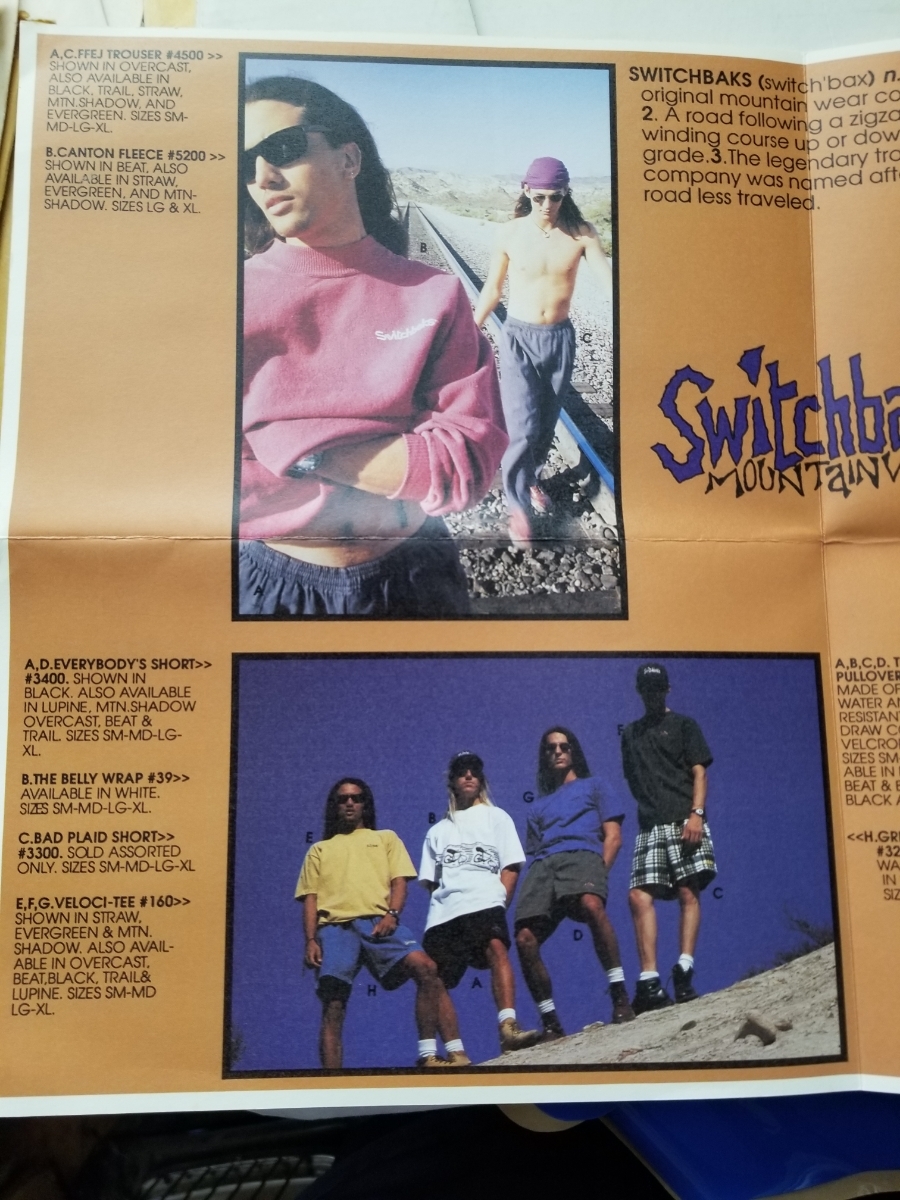 A,C.FFEJ TROUSER #4500 >>
SHOWN IN OVERCAST,
ALSO AVAILABLE IN
BLACK, TRAIL, STRAW,
MTN.SHADOW, AND
EVERGREEN. SIZES SM-
MD-LG-XL.
B.CANTON FLEECE #5200 >>
SHOWN IN BEAT, ALSO
AVAILABLE IN STRAW,
EVERGREEN, AND MTN-
SHADOW. SIZES LG & XL.
B
C
A
Switchbaks
SWITCHBAKS (switch'bax) n.
original mountain wear co
2. A road following a zigza
winding course up or dow
grade.3.The legendary tra
company was named afte
road less traveled.
Switchba
MOUNTAIN
A,D.EVERYBODY'S SHORT>>
#3400. SHOWN IN
BLACK. ALSO AVAILABLE
IN LUPINE, MTN.SHADOW
OVERCAST, BEAT &
TRAIL. SIZES SM-MD-LG-
XL.
B.THE BELLY WRAP #39>>
AVAILABLE IN WHITE.
SIZES SM-MD-LG-XL.
C.BAD PLAID SHORT>>
#3300. SOLD ASSORTED
ONLY. SIZES SM-MD-LG-XL
E,F,G.VELOCI-TEE #160>>
SHOWN IN STRAW,
EVERGREEN & MTN.
SHADOW. ALSO AVAIL-
ABLE IN OVERCAST,
BEAT,BLACK, TRAIL&
LUPINE. SIZES SM-MD
LG-XL.
E
B
G
F
H
A
D
C
A,B,C,D. T
PULLOVER
MADE OF
WATER A
RESISTAN
DRAW CO
VELCRO
SIZES SM
ABLE IN
BEAT & E
BLACK A
<<H.GRI
#32
WA
IN
SIZ